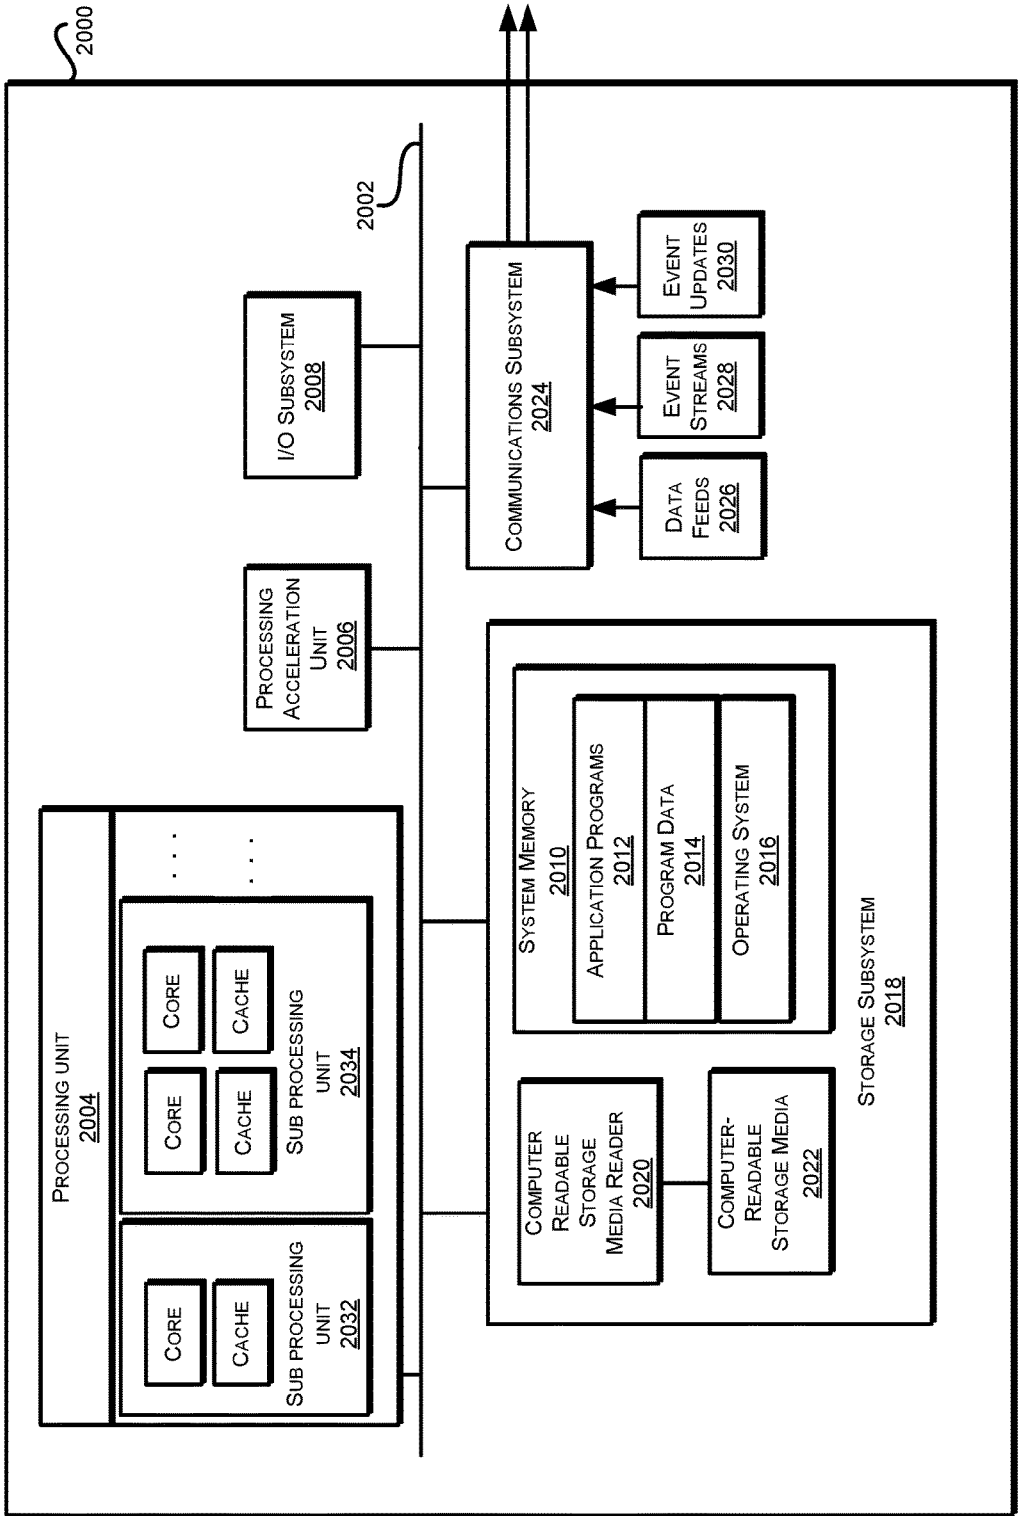 2000
PROCESSING UNIT
2004
CORE
CACHE
SUB PROCESSING
UNIT
2032
CORE
CORE
CACHE
CACHE
SUB PROCESSING
UNIT
2034
. . .
. . .
PROCESSING
ACCELERATION
UNIT
2006
I/O SUBSYSTEM
2008
2002
COMPUTER
READABLE
STORAGE
MEDIA READER
2020
COMPUTER-
READABLE
STORAGE MEDIA
2022
SYSTEM MEMORY
2010
APPLICATION PROGRAMS
2012
PROGRAM DATA
2014
OPERATING SYSTEM
2016
STORAGE SUBSYSTEM
2018
COMMUNICATIONS SUBSYSTEM
2024
DATA
FEEDS
2026
EVENT
STREAMS
2028
EVENT
UPDATES
2030